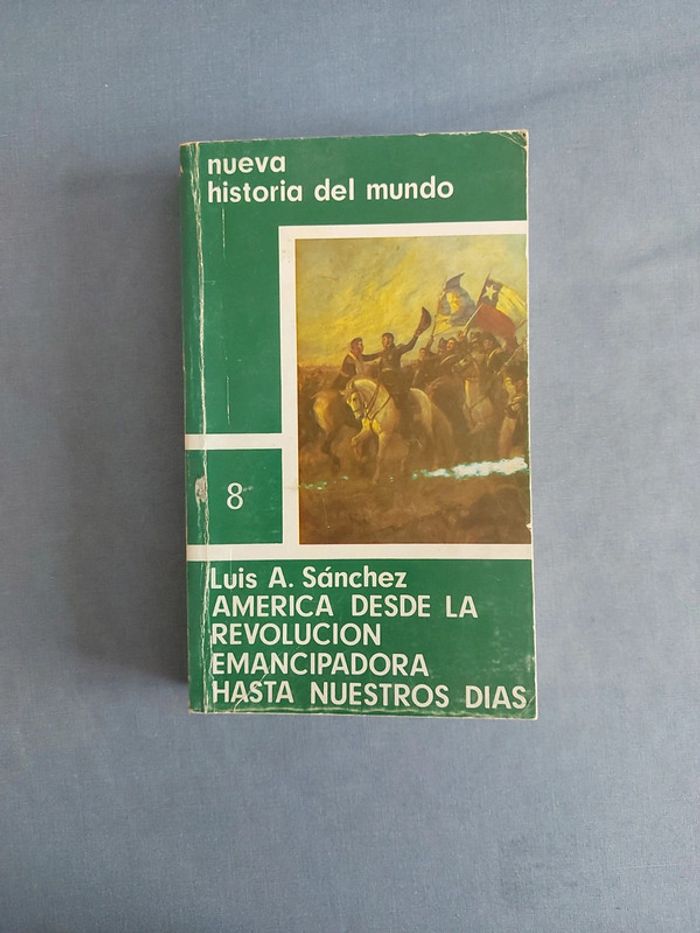 nueva
historia del mundo
8
Luis A. Sánchez
AMERICA DESDE LA
REVOLUCION
EMANCIPADORA
HASTA NUESTROS DIAS